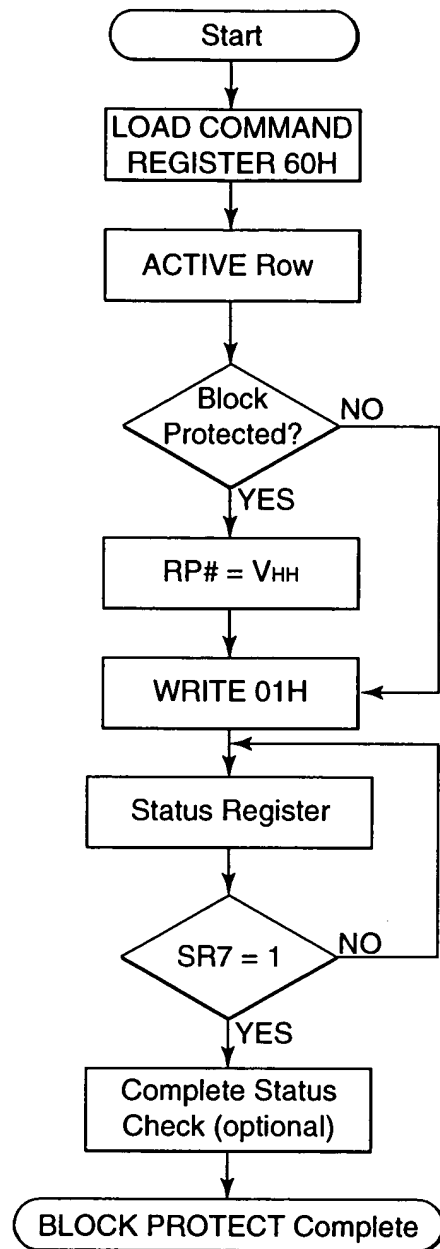 Start
LOAD COMMAND
REGISTER 60H
ACTIVE Row
Block
Protected?
NO
YES
RP# = VHH
WRITE 01H
Status Register
SR7 = 1
NO
YES
Complete Status
Check (optional)
BLOCK PROTECT Complete